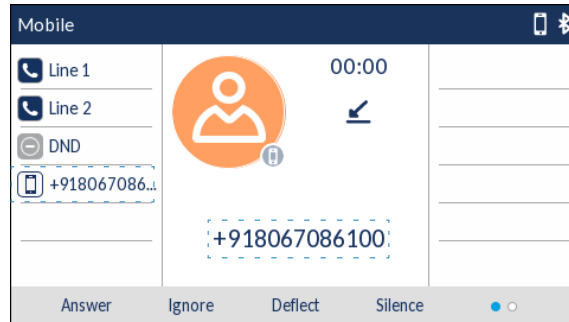 Mobile
Line 1
Line 2
DND
+918067086...
00:00
+918067086100
Answer Ignore Deflect Silence